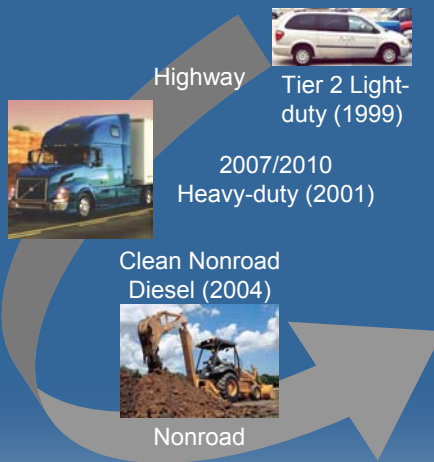 Highway
Tier 2 Light-
duty (1999)
2007/2010
Heavy-duty (2001)
Clean Nonroad
Diesel (2004)
Nonroad